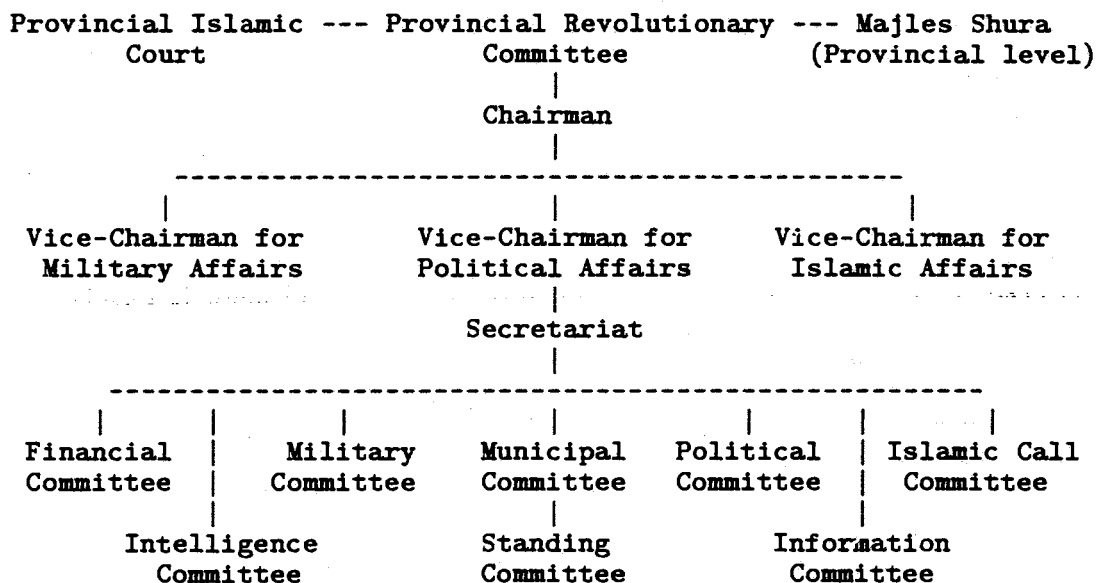 Provincial Islamic --- Provincial Revolutionary --- Majles Shura
Court Committee (Provincial level)
Chairman
Vice-Chairman for Vice-Chairman for Vice-Chairman for
Military Affairs Political Affairs Islamic Affairs
Secretariat
Financial Military Municipal Political Islamic Call
Committee Committee Committee Committee Committee
Intelligence Standing Information
Committee Committee Committee